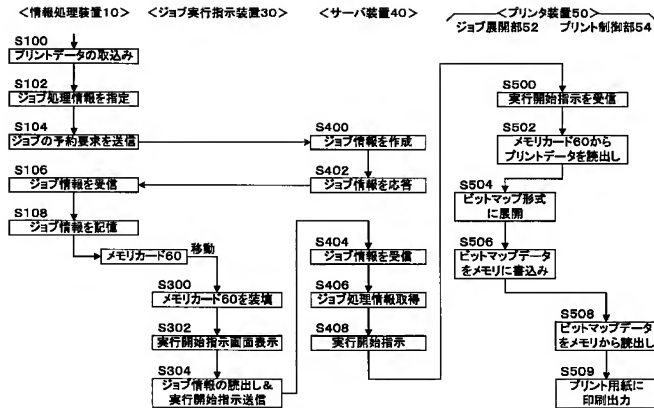 <情報処理装置10>
<ジョブ実行指示装置30>
<サーバ装置40>
<プリンタ装置50>
ジョブ展開部52
プリント制御部54
S100
プリントデータの取込み
S102
ジョブ処理情報を指定
S104
ジョブの予約要求を送信
S400
ジョブ情報を作成
S402
ジョブ情報を応答
S106
ジョブ情報を受信
S108
ジョブ情報を記憶
メモリカード60
移動
S300
メモリカード60を装填
S302
実行開始指示画面表示
S304
ジョブ情報の読出し&
実行開始指示送信
S404
ジョブ情報を受信
S406
ジョブ処理情報取得
S408
実行開始指示
S500
実行開始指示を受信
S502
メモリカード60から
プリントデータを読出し
S504
ビットマップ形式
に展開
S506
ビットマップデータ
をメモリに書込み
S508
ビットマップデータ
をメモリから読出し
S509
プリント用紙に
印刷出力